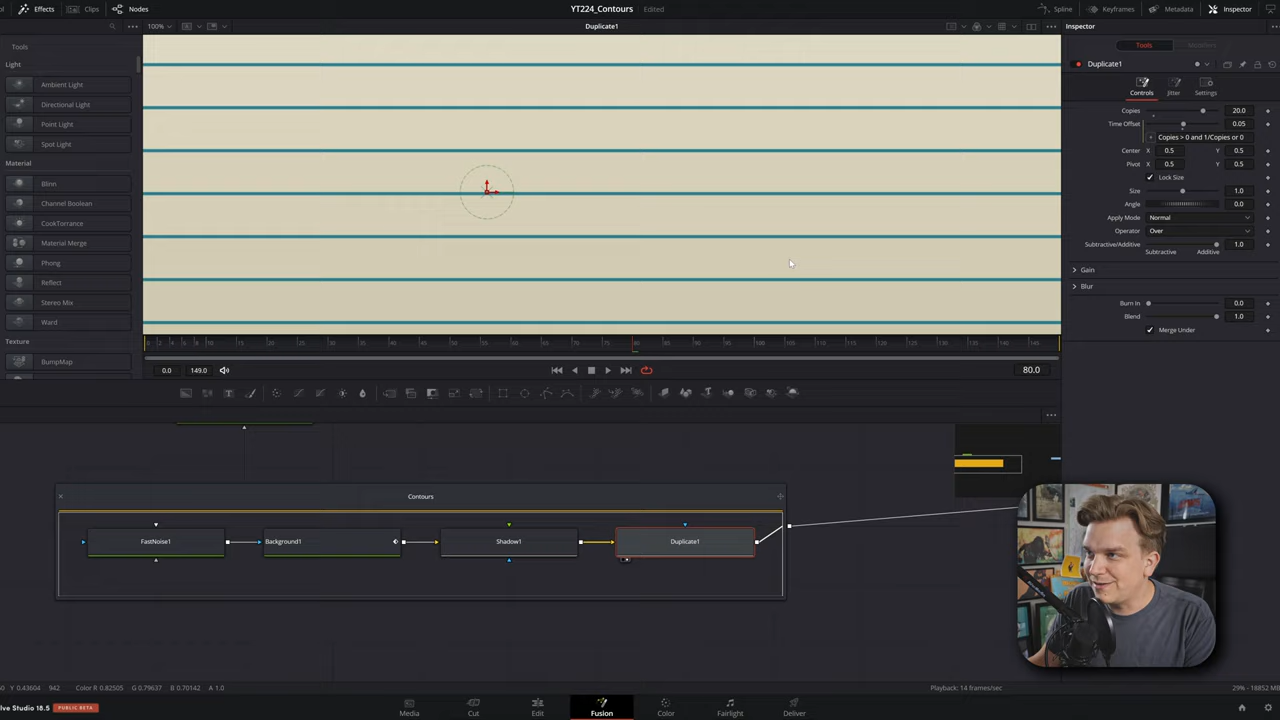 Effects
Clips
Nodes
YT224_Contours
Edited
Spline
Keyframes
Metadata
Inspector
100%
Duplicate1
Inspector
Tools
Light
Ambient Light
Directional Light
Point Light
Spot Light
Material
Blinn
Channel Boolean
CookTorrance
Material Merge
Phong
Reflect
Stereo Mix
Ward
Texture
BumpMap
Tools
Modifiers
Duplicate1
Controls
Jitter
Settings
Copies 20.0
Time Offset 0.05
Copies > 0 and 1/Copies or 0
Center X 0.5 Y 0.5
Pivot X 0.5 Y 0.5
Lock Size
Size 1.0
Angle 0.0
Apply Mode Normal
Operator Over
Subtractive/Additive 1.0
Subtractive Additive
Gain
Blur
Burn In 0.0
Blend 1.0
Merge Under
0.0
149.0
80.0
Contours
FastNoise1
Background1
Shadow1
Duplicate1
Y 0.43604 942 Color R 0.82505 G 0.79637 B 0.70142 A 1.0
Playback: 14 frames/sec
lve Studio 18.5
PUBLIC BETA
Media
Cut
Edit
Fusion
Color
Fairlight
Deliver